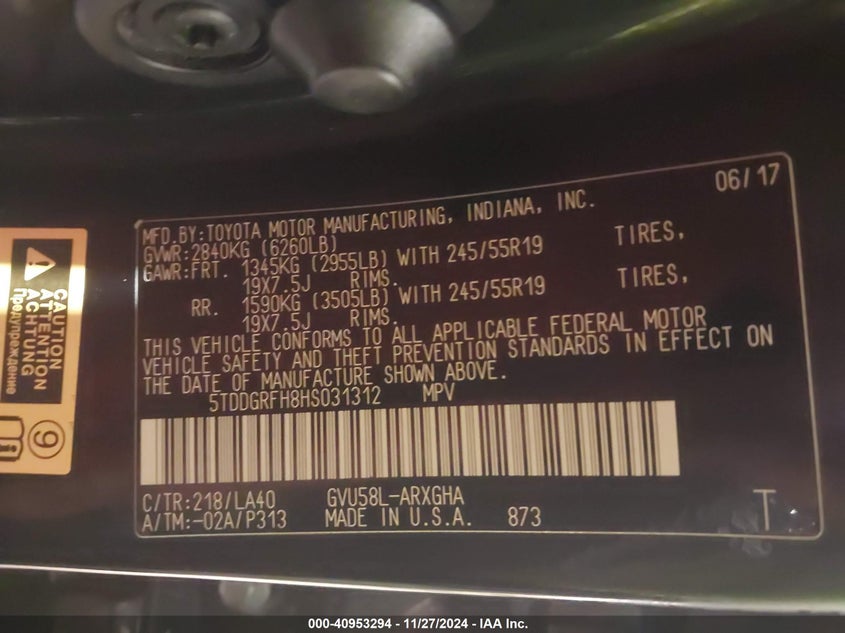 06/17
MFD.BY:TOYOTA MOTOR MANUFACTURING, INDIANA, INC.
GVWR:2840KG (6260LB)
GAWR:FRT. 1345KG (2955LB) WITH 245/55R19 TIRES,
19X7.5J RIMS.
RR. 1590KG (3505LB) WITH 245/55R19 TIRES,
19X7.5J RIMS.
THIS VEHICLE CONFORMS TO ALL APPLICABLE FEDERAL MOTOR
VEHICLE SAFETY AND THEFT PREVENTION STANDARDS IN EFFECT ON
THE DATE OF MANUFACTURE SHOWN ABOVE.
5TDDGRFH8HS031312 MPV
C/TR:218/LA40 GVU58L-ARXGHA
A/TM:-02A/P313 MADE IN U.S.A. 873 T
CAUTION
ATTENTION
ACHTUNG
Предупреждение
9
000-40953294 - 11/27/2024 - IAA Inc.